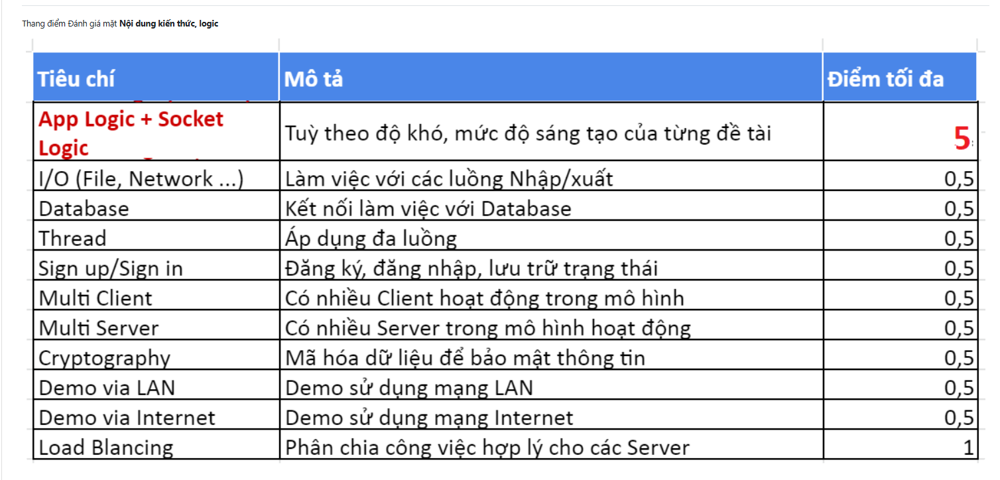 Thang điểm Đánh giá mặt Nội dung kiến thức, logic
Tiêu chí Mô tả Điểm tối đa
App Logic + Socket
Logic
Tuỳ theo độ khó, mức độ sáng tạo của từng đề tài 5
I/O (File, Network ...) Làm việc với các luồng Nhập/xuất 0,5
Database Kết nối làm việc với Database 0,5
Thread Áp dụng đa luồng 0,5
Sign up/Sign in Đăng ký, đăng nhập, lưu trữ trạng thái 0,5
Multi Client Có nhiều Client hoạt động trong mô hình 0,5
Multi Server Có nhiều Server trong mô hình hoạt động 0,5
Cryptography Mã hóa dữ liệu để bảo mật thông tin 0,5
Demo via LAN Demo sử dụng mạng LAN 0,5
Demo via Internet Demo sử dụng mạng Internet 0,5
Load Blancing Phân chia công việc hợp lý cho các Server 1